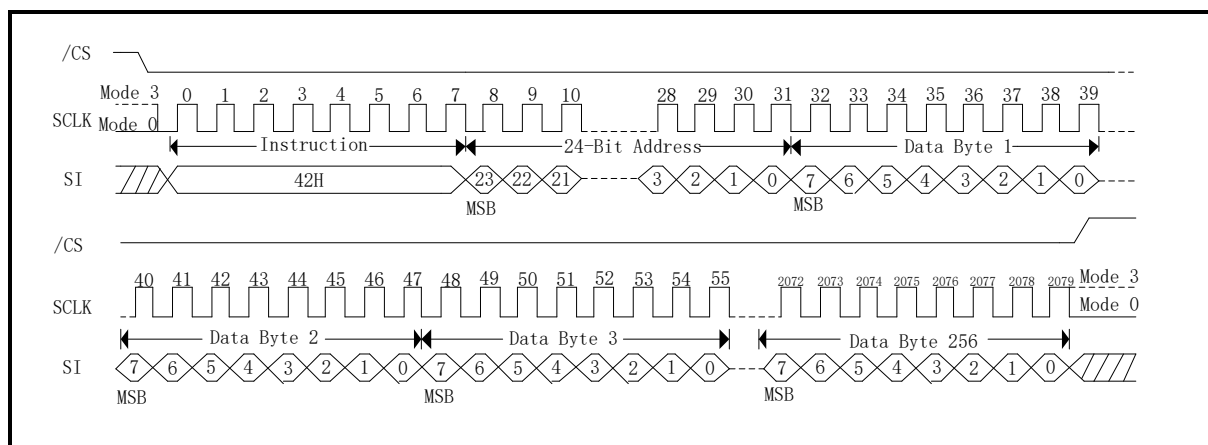 /CS
Mode 3 0 1 2 3 4 5 6 7 8 9 10 28 29 30 31 32 33 34 35 36 37 38 39
SCLK
Mode 0
Instruction 24-Bit Address Data Byte 1
SI 42H 23 22 21 3 2 1 0 7 6 5 4 3 2 1 0
MSB MSB
/CS
40 41 42 43 44 45 46 47 48 49 50 51 52 53 54 55 2072 2073 2074 2075 2076 2077 2078 2079 Mode 3
SCLK Mode 0
Data Byte 2 Data Byte 3 Data Byte 256
SI 7 6 5 4 3 2 1 0 7 6 5 4 3 2 1 0 7 6 5 4 3 2 1 0
MSB MSB MSB